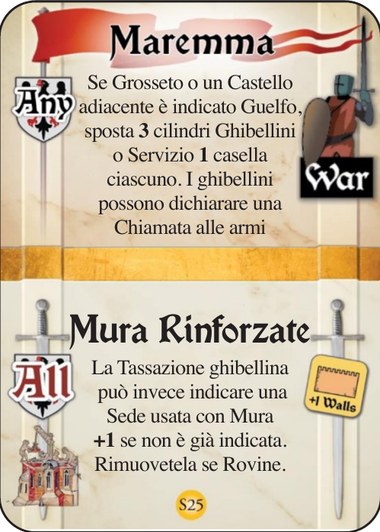 Maremma
Any
Se Grosseto o un Castello
adiacente è indicato Guelfo,
sposta 3 cilindri Ghibellini
o Servizio 1 casella
ciascuno. I ghibellini
possono dichiarare una
Chiamata alle armi
War
Mura Rinforzate
All
La Tassazione ghibellina
può invece indicare una
Sede usata con Mura
+1 se non è già indicata.
Rimuovetela se Rovine.
+1 Walls
S25